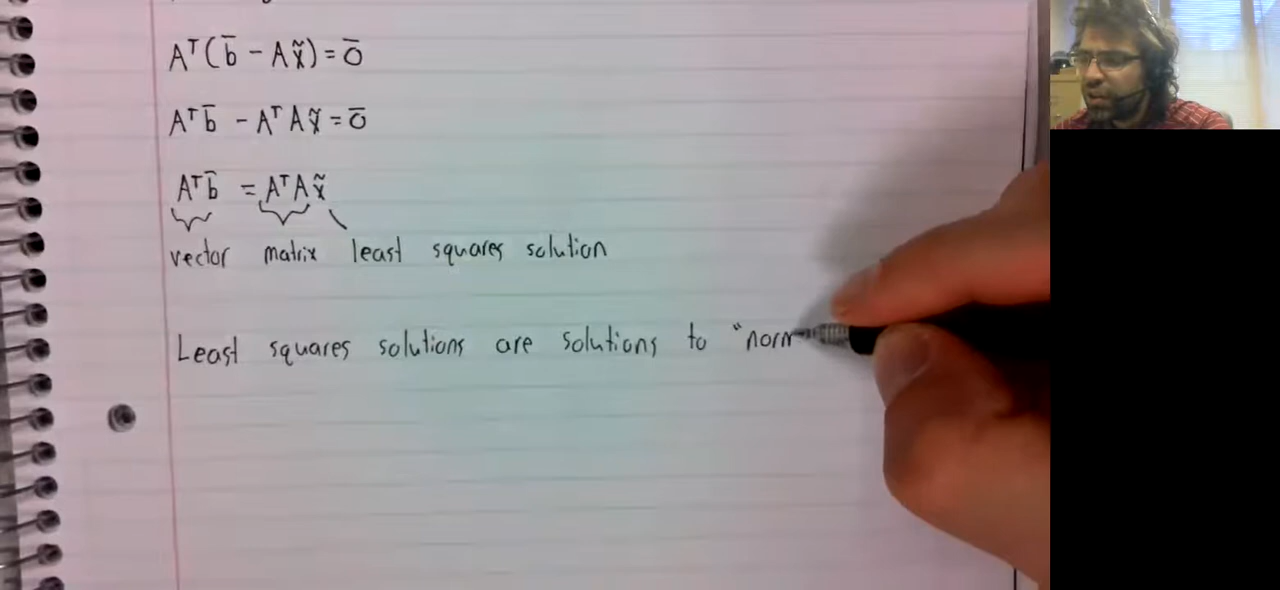 Aᵀ(b̄ - Ax̃) = 0̄
Aᵀb̄ - AᵀAx̃ = 0̄
Aᵀb̄ = AᵀAx̃
vector matrix least squares solution
Least squares solutions are solutions to "norm